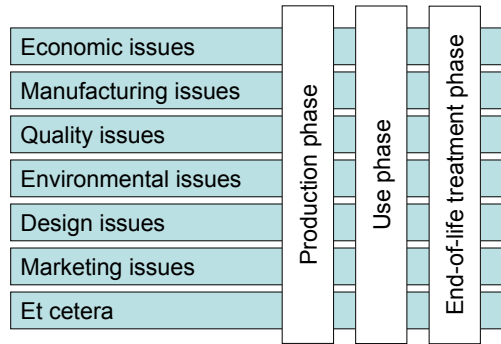 Economic issues
Manufacturing issues
Quality issues
Environmental issues
Design issues
Marketing issues
Et cetera
Production phase
Use phase
End-of-life treatment phase